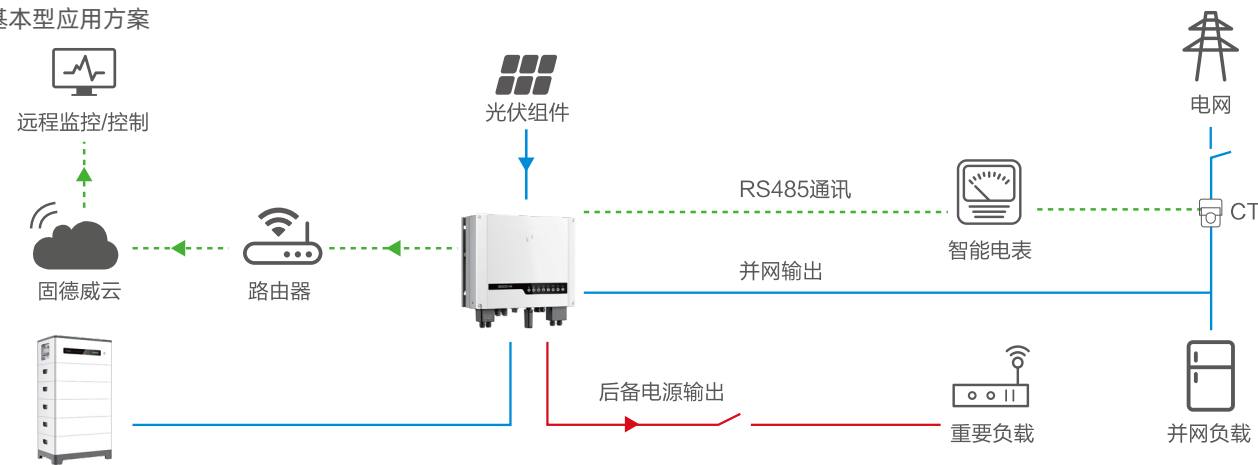 基本型应用方案
远程监控/控制
光伏组件
电网
RS485通讯
CT
智能电表
固德威云
路由器
并网输出
后备电源输出
重要负载
并网负载